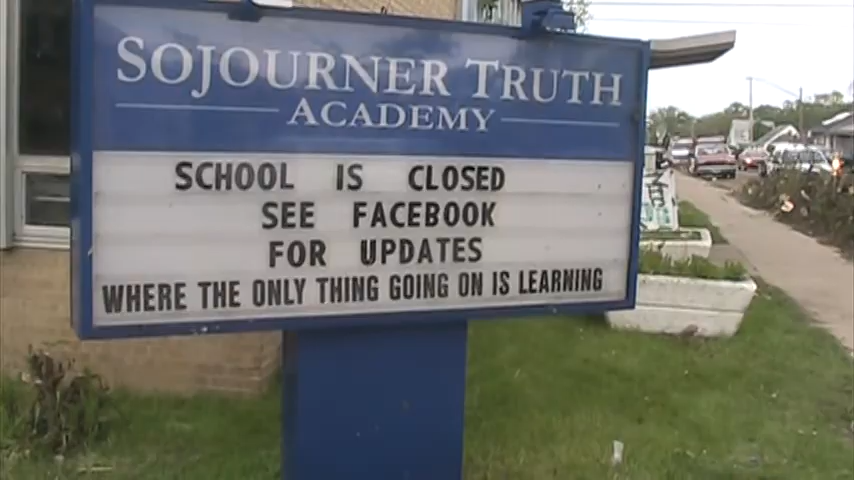 SOJOURNER TRUTH
ACADEMY
SCHOOL IS CLOSED
SEE FACEBOOK
FOR UPDATES
WHERE THE ONLY THING GOING ON IS LEARNING